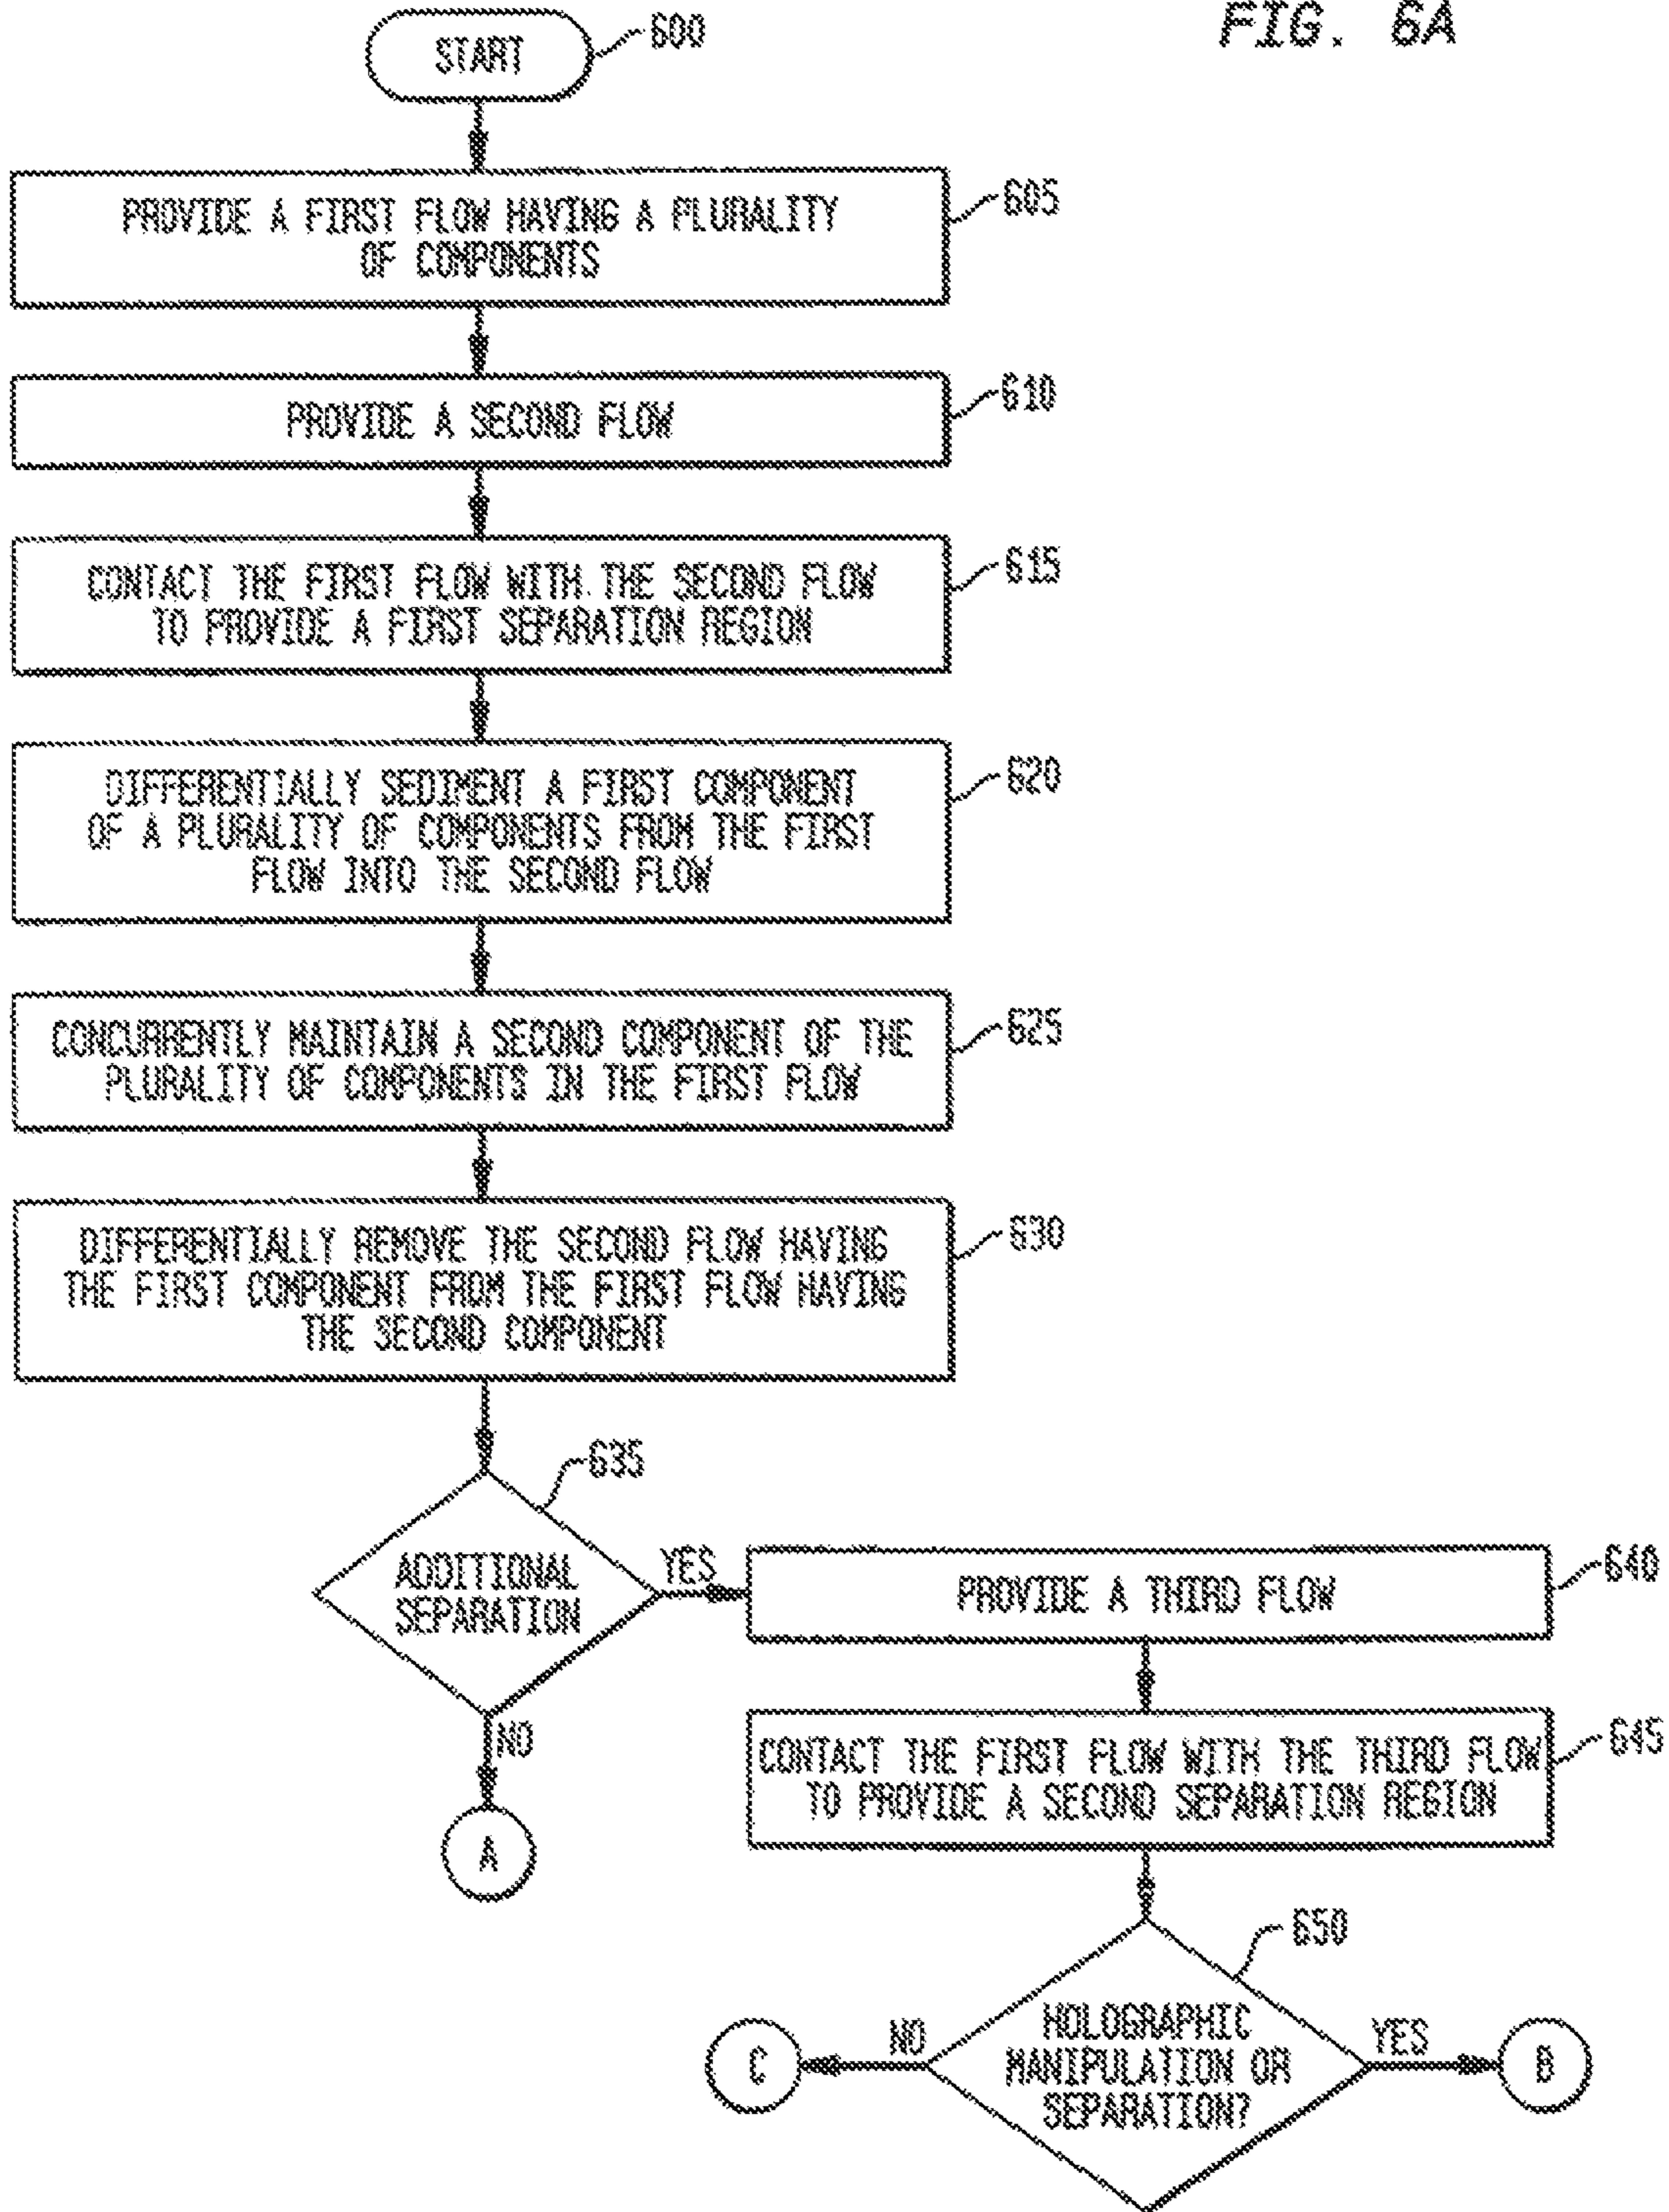 FIG. 6A
START
600
PROVIDE A FIRST FLOW HAVING A PLURALITY
OF COMPONENTS
605
PROVIDE A SECOND FLOW
610
CONTACT THE FIRST FLOW WITH THE SECOND FLOW
TO PROVIDE A FIRST SEPARATION REGION
615
DIFFERENTIALLY SEDIMENT A FIRST COMPONENT
OF A PLURALITY OF COMPONENTS FROM THE FIRST
FLOW INTO THE SECOND FLOW
620
CONCURRENTLY MAINTAIN A SECOND COMPONENT OF THE
PLURALITY OF COMPONENTS IN THE FIRST FLOW
625
DIFFERENTIALLY REMOVE THE SECOND FLOW HAVING
THE FIRST COMPONENT FROM THE FIRST FLOW HAVING
THE SECOND COMPONENT
630
635
ADDITIONAL
SEPARATION
YES
NO
A
PROVIDE A THIRD FLOW
640
CONTACT THE FIRST FLOW WITH THE THIRD FLOW
TO PROVIDE A SECOND SEPARATION REGION
645
650
HOLOGRAPHIC
MANIPULATION OR
SEPARATION?
NO
C
YES
B